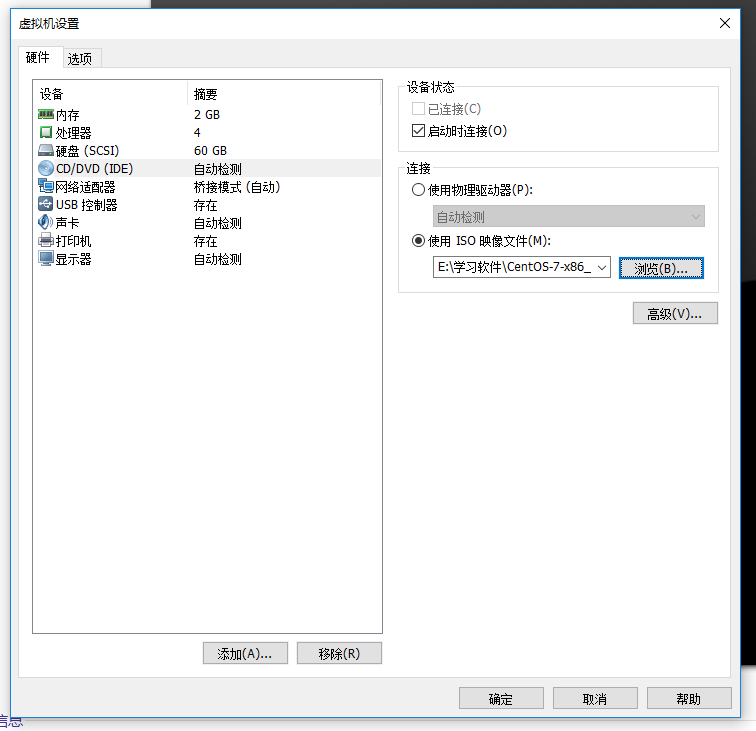 虚拟机设置
硬件 选项
设备 摘要
内存 2 GB
处理器 4
硬盘 (SCSI) 60 GB
CD/DVD (IDE) 自动检测
网络适配器 桥接模式 (自动)
USB 控制器 存在
声卡 自动检测
打印机 存在
显示器 自动检测
添加(A)... 移除(R)
设备状态
已连接(C)
启动时连接(O)
连接
使用物理驱动器(P):
自动检测
使用 ISO 映像文件(M):
E:\学习软件\CentOS-7-x86_ 浏览(B)...
高级(V)...
确定 取消 帮助
信息